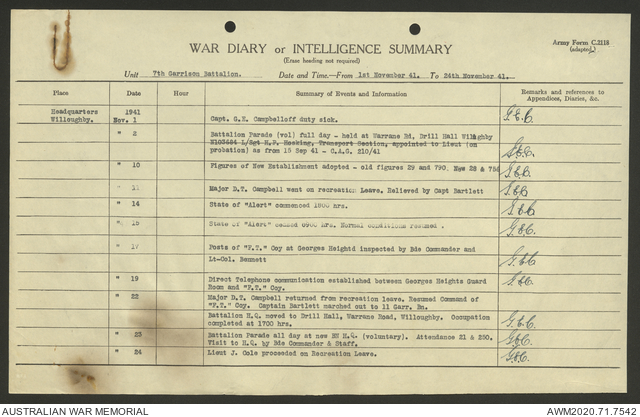 Army Form C.2118
(adapted)
WAR DIARY or INTELLIGENCE SUMMARY
(Erase heading not required)
Unit 7th Garrison Battalion. Date and Time.—From 1st November 41. To 24th November 41.
Place Date Hour Summary of Events and Information Remarks and references to Appendices, Diaries, &c.
Headquarters Willoughby. 1941
Nov. 1 Capt. G.E. Campbelloff duty sick. G.E.C.
" 2 Battalion Parade (vol) full day - held at Warrane Rd, Drill Hall Willoughby
N103664 L/Sgt H.P. Hocking, Transport Section, appointed to Lieut (on
probation) as from 15 Sep 41 - C.A.G. 210/41 G.E.C.
" 10 Figures of New Establishment adopted - old figures 29 and 790. New 28 & 756 G.E.C.
" 11 Major D.T. Campbell went on recreation Leave. Relieved by Capt Bartlett G.E.C.
" 14 State of "Alert" commenced 1800 hrs. G.E.C.
" 15 State of "Alert" ceased 0900 hrs. Normal conditions resumed. G.E.C.
" 17 Posts of "F.T." Coy at Georges Heightd inspected by Bde Commander and
Lt-Col. Bennett G.E.C.
" 19 Direct Telephone communication established between Georges Heights Guard
Room and "F.T." Coy. G.E.C.
" 22 Major D.T. Campbell returned from recreation leave. Resumed Command of
"F.T." Coy. Captain Bartlett marched out to 11 Garr. Bn.
Battalion H.Q. moved to Drill Hall, Warrane Road, Willoughby. Occupation
completed at 1700 hrs. G.E.C.
" 23 Battalion Parade all day at new BN H.Q. (voluntary). Attendance 21 & 250.
Visit to H.Q. by Bde Commander & Staff. G.E.C.
" 24 Lieut J. Cole proceeded on Recreation Leave. G.E.C.
AUSTRALIAN WAR MEMORIAL
AWM2020.71.7542